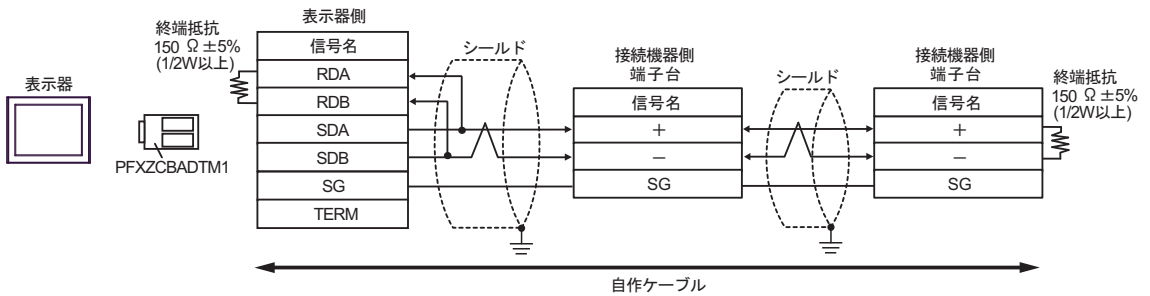 表示器
PFXZCBADTM1
終端抵抗
150 Ω ±5%
(1/2W以上)
表示器側
信号名
RDA
RDB
SDA
SDB
SG
TERM
シールド
接続機器側
端子台
信号名
+
-
SG
シールド
接続機器側
端子台
信号名
+
-
SG
終端抵抗
150 Ω ±5%
(1/2W以上)
自作ケーブル